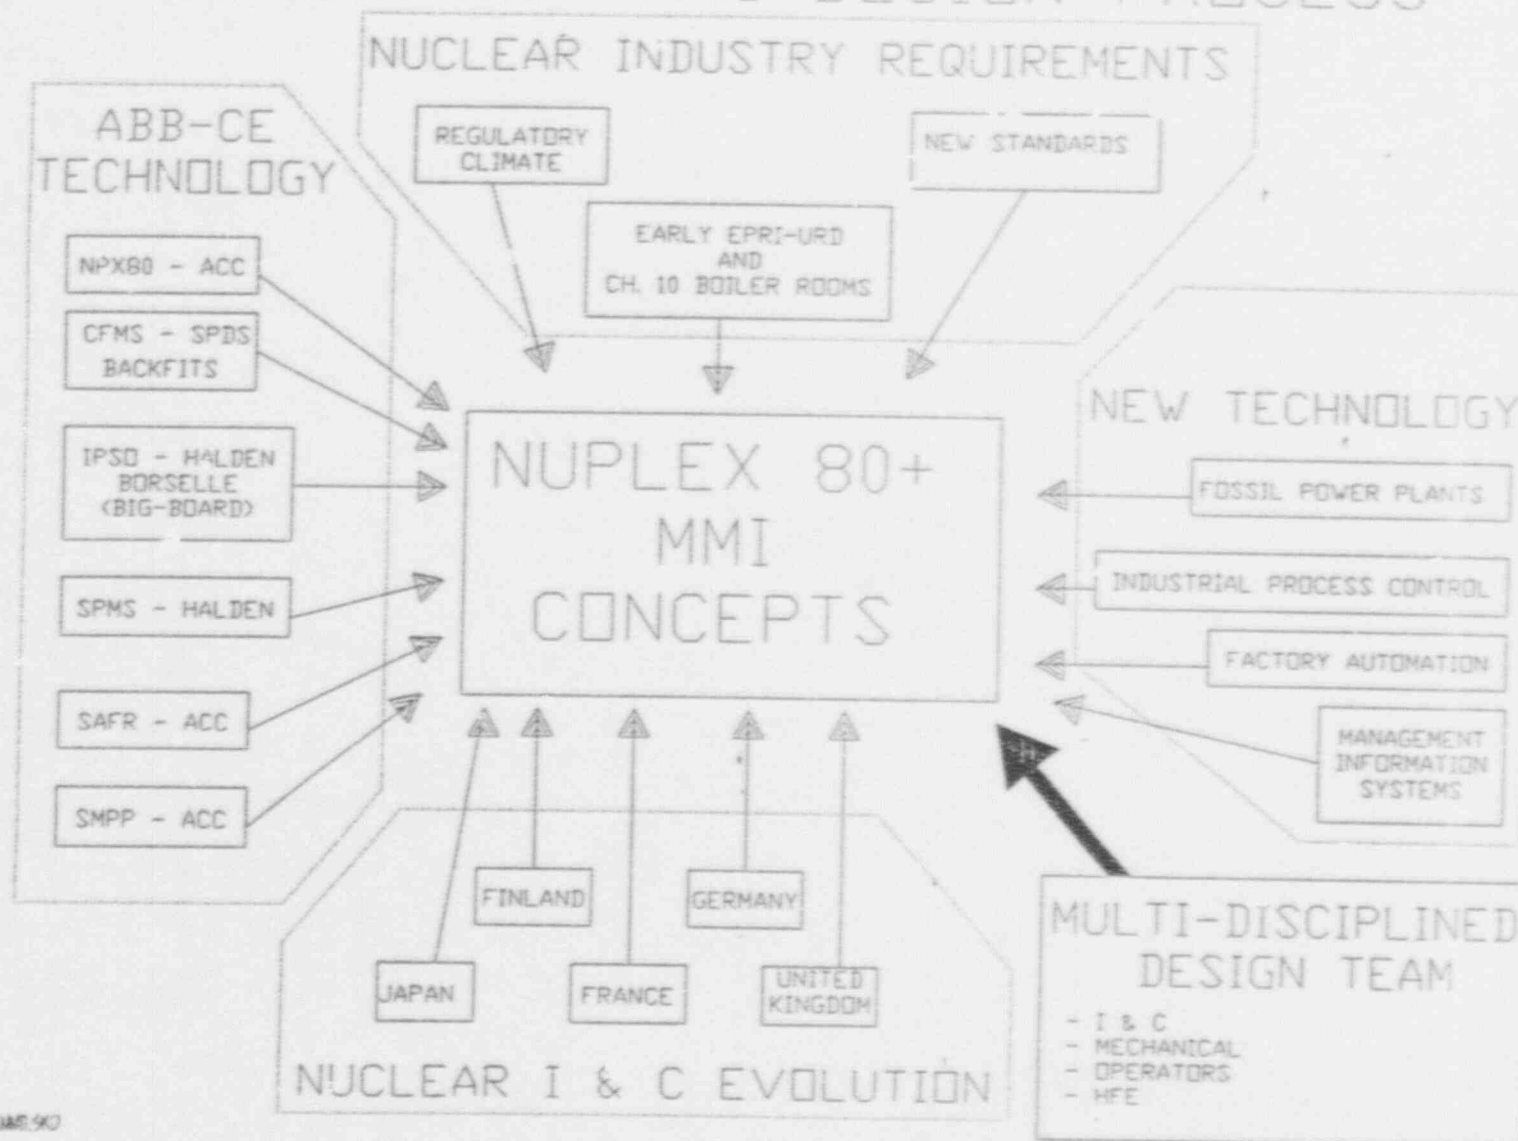 DESIGN PROCESS
NUCLEAR INDUSTRY REQUIREMENTS
REGULATORY
CLIMATE
NEW STANDARDS
EARLY EPRI-URD
AND
CH. 10 BOILER ROOMS
ABB-CE
TECHNOLOGY
NPX80 - ACC
CFMS - SPDS
BACKFITS
IPSO - HALDEN
BORSELLE
(BIG-BOARD)
SPMS - HALDEN
SAFR - ACC
SMPP - ACC
NUPLEX 80+
MMI
CONCEPTS
NEW TECHNOLOGY
FOSSIL POWER PLANTS
INDUSTRIAL PROCESS CONTROL
FACTORY AUTOMATION
MANAGEMENT
INFORMATION
SYSTEMS
FINLAND
GERMANY
JAPAN
FRANCE
UNITED
KINGDOM
NUCLEAR I & C EVOLUTION
MULTI-DISCIPLINED
DESIGN TEAM
- I & C
- MECHANICAL
- OPERATORS
- HFE